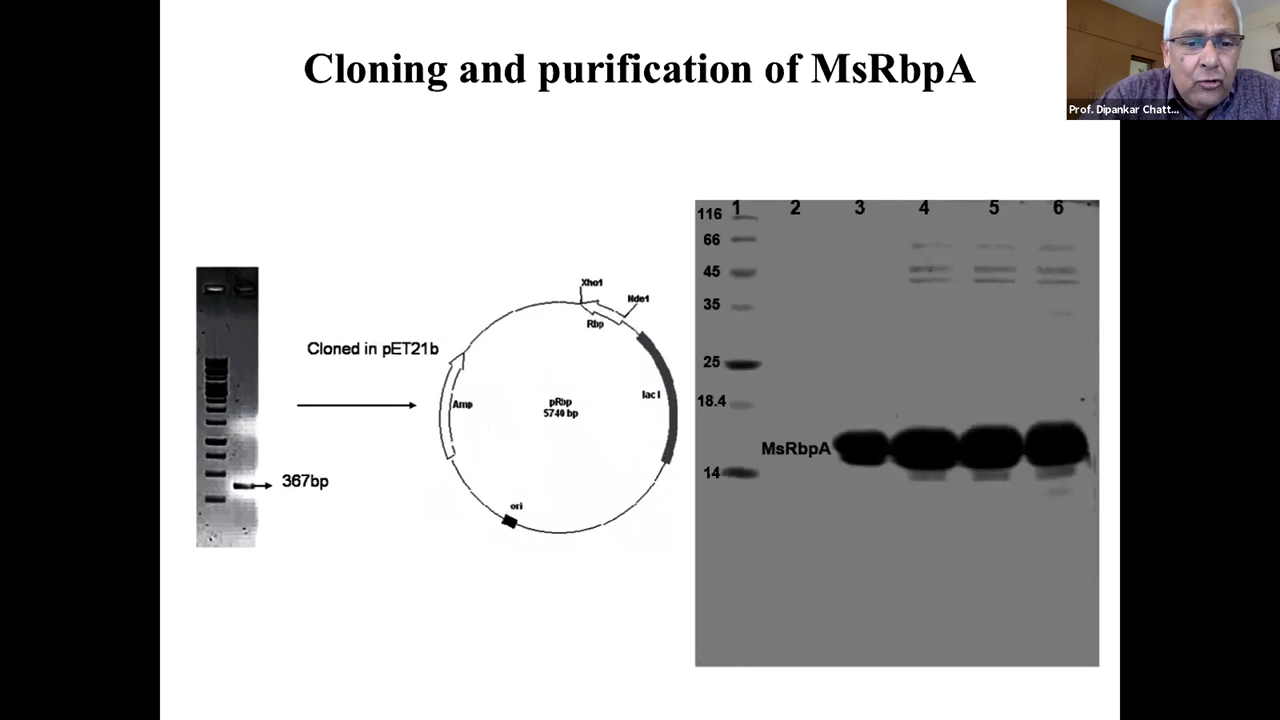 Cloning and purification of MsRbpA
Prof. Dipankar Chatt...
367bp
Cloned in pET21b
Xho1
Nde1
Rbp
lac I
Amp
pRbp
5740 bp
ori
1 2 3 4 5 6
116
66
45
35
25
18.4
MsRbpA
14